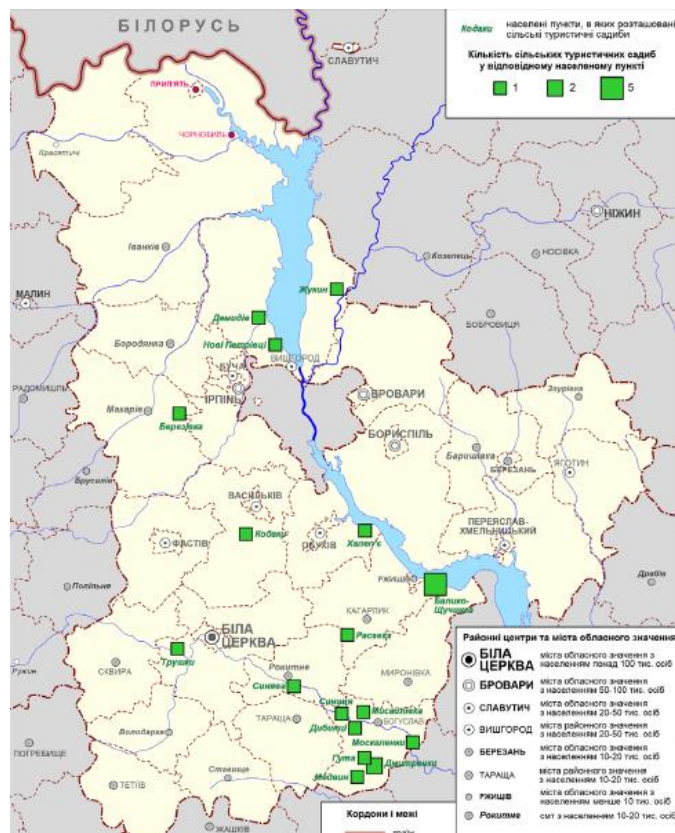 БІЛОРУСЬ
Кодаки
населені пункти, в яких розташовані
сільські туристичні садиби
Кількість сільських туристичних садиб
у відповідному населеному пункті
1
2
5
СЛАВУТИЧ
ПРИП'ЯТЬ
ЧОРНОБИЛЬ
Красятичі
НІЖИН
Іванків
Козелець
НОСІВКА
Жукин
МАЛИН
Демидів
БОБРОВИЦЯ
Бородянка
Нові Петрівці
ВИШГОРОД
БУЧА
ІРПІНЬ
РАДОМИШЛЬ
БРОВАРИ
Згурівка
Макарів
Березівка
БОРИСПІЛЬ
Баришівка
БЕРЕЗАНЬ
ЯГОТИН
Брусилів
ВАСИЛЬКІВ
Кодаки
ФАСТІВ
ОБУХІВ
Халеп'є
ПЕРЕЯСЛАВ-
ХМЕЛЬНИЦЬКИЙ
Попільня
РЖИЩІВ
Балико-
Щучинка
Драбів
КАГАРЛИК
БІЛА
ЦЕРКВА
Расавка
Трушки
Ружин
СКВИРА
Рокитне
МИРОНІВКА
Синява
ТАРАЩА
Синиця
Мисайлівка
БОГУСЛАВ
Дибинці
Володарка
Москаленки
ПОГРЕБИЩЕ
Гута
Дмитренки
Медвин
ТЕТІЇВ
Ставище
ЖАШКІВ
Районні центри та міста обласного значення
БІЛА
ЦЕРКВА
міста обласного значення з
населенням понад 100 тис. осіб
БРОВАРИ
міста обласного значення
з населенням 50-100 тис. осіб
СЛАВУТИЧ
міста обласного значення
з населенням 20-50 тис. осіб
ВИШГОРОД
міста районного значення
з населенням 20-50 тис. осіб
БЕРЕЗАНЬ
міста обласного значення
з населенням 10-20 тис. осіб
ТАРАЩА
міста районного значення
з населенням 10-20 тис. осіб
РЖИЩІВ
міста обласного значення з
населенням менше 10 тис. осіб
Рокитне
смт з населенням 10-20 тис. осіб
Кордони і межі